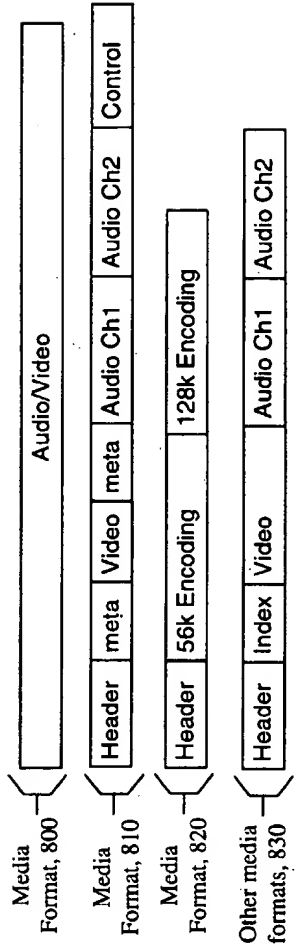 Media
Format, 800
Audio/Video
Media
Format, 810
Header meta Video meta Audio Ch1 Audio Ch2 Control
Media
Format, 820
Header 56k Encoding 128k Encoding
Other media
formats, 830
Header Index Video Audio Ch1 Audio Ch2